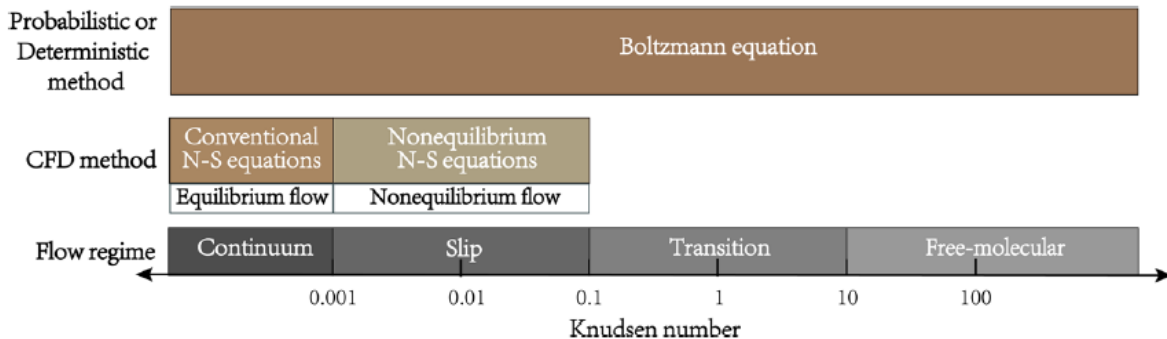 Probabilistic or
Deterministic
method
Boltzmann equation
CFD method
Conventional
N-S equations
Nonequilibrium
N-S equations
Equilibrium flow
Nonequilibrium flow
Flow regime
Continuum
Slip
Transition
Free-molecular
0.001
0.01
0.1
1
10
100
Knudsen number